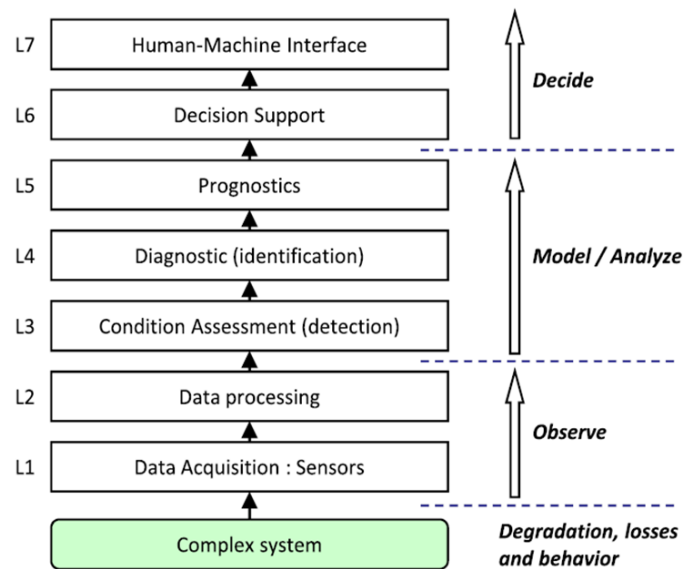 L7 Human-Machine Interface
Decide
L6 Decision Support
L5 Prognostics
L4 Diagnostic (identification)
Model / Analyze
L3 Condition Assessment (detection)
L2 Data processing
Observe
L1 Data Acquisition : Sensors
Complex system
Degradation, losses
and behavior